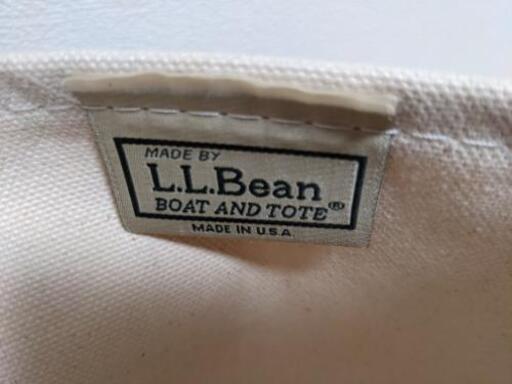 MADE BY
L.L.Bean
BOAT AND TOTE®
MADE IN U.S.A.